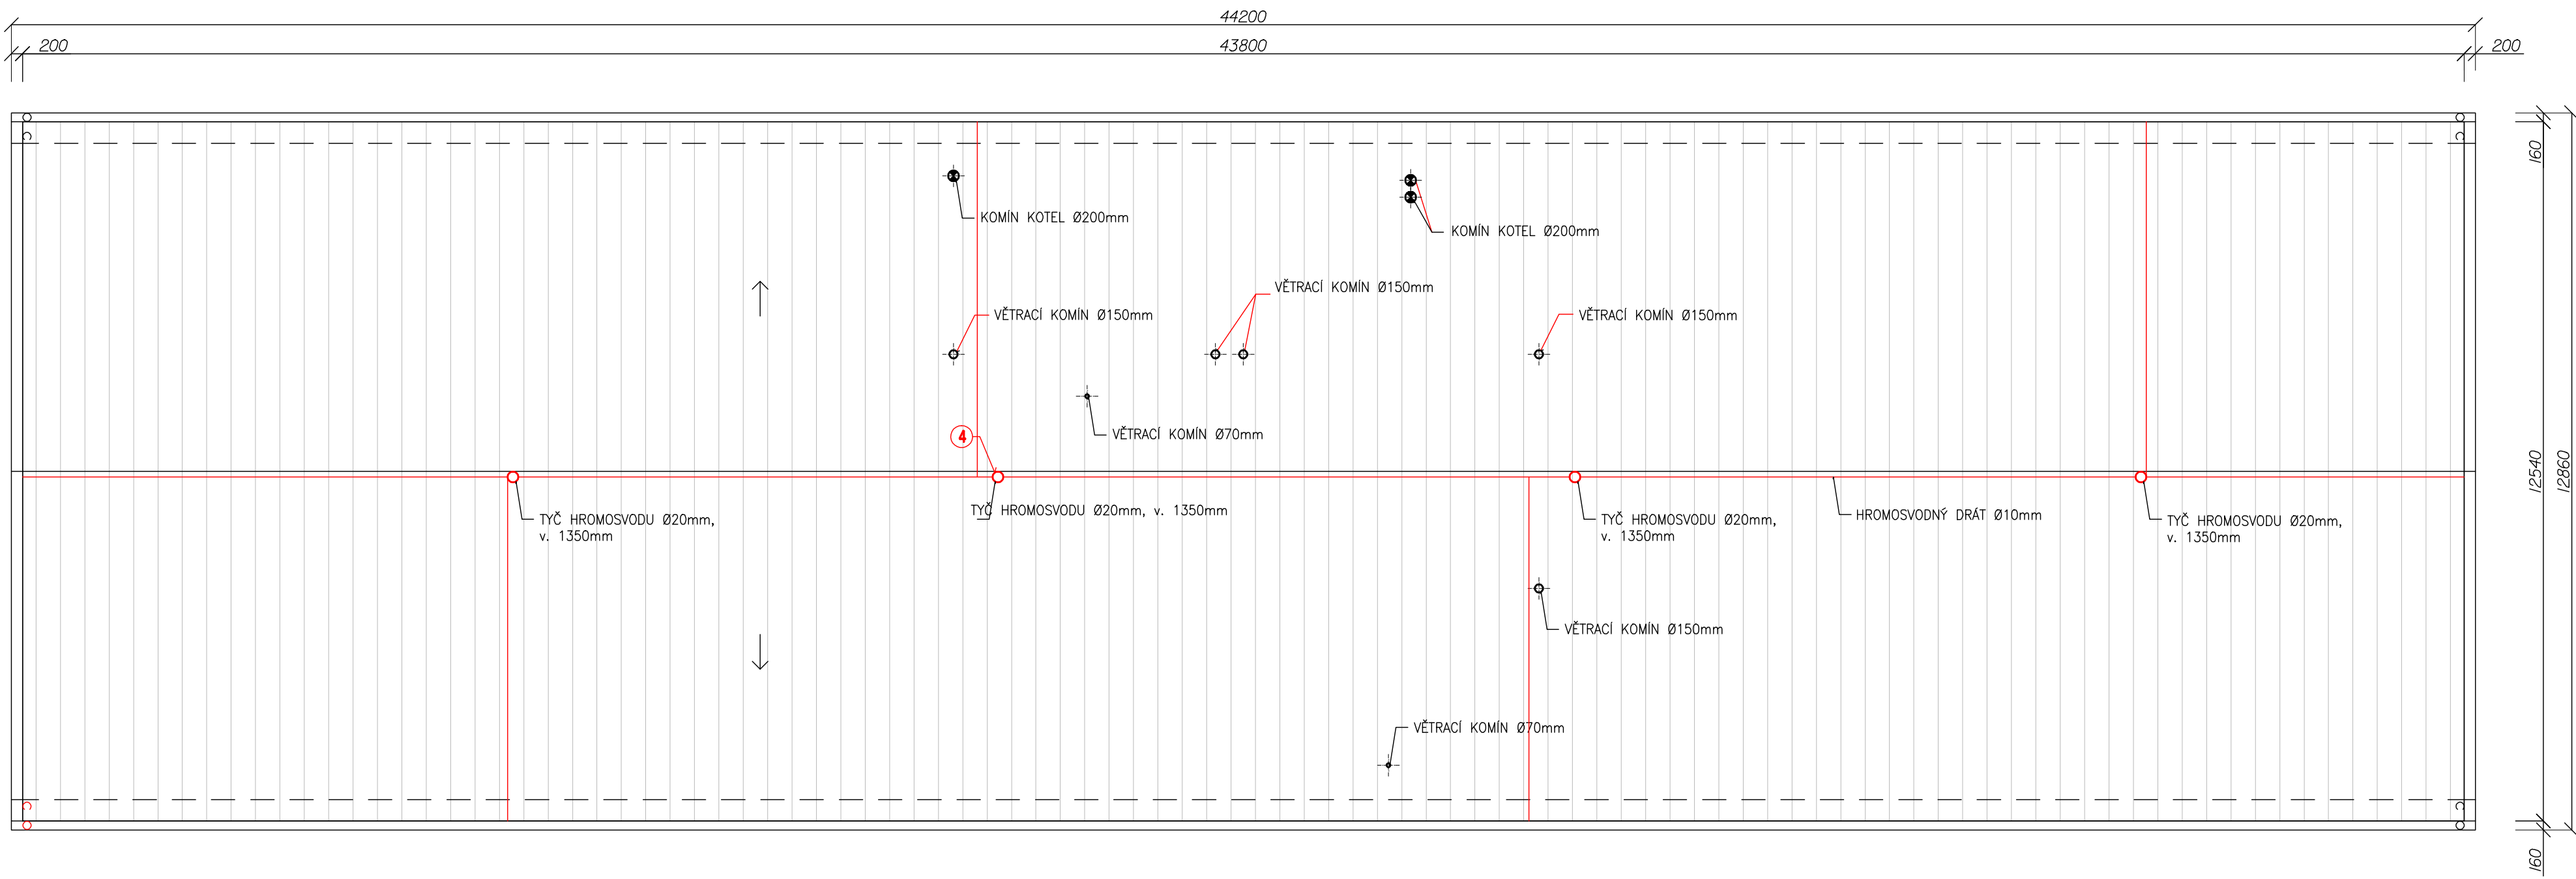 44200
200
43800
200
160
KOMÍN KOTEL Ø200mm
KOMÍN KOTEL Ø200mm
VĚTRACÍ KOMÍN Ø150mm
VĚTRACÍ KOMÍN Ø150mm
VĚTRACÍ KOMÍN Ø150mm
VĚTRACÍ KOMÍN Ø70mm
4
12540
12860
TYČ HROMOSVODU Ø20mm,
v. 1350mm
TYČ HROMOSVODU Ø20mm, v. 1350mm
TYČ HROMOSVODU Ø20mm,
v. 1350mm
HROMOSVODNÝ DRÁT Ø10mm
TYČ HROMOSVODU Ø20mm,
v. 1350mm
VĚTRACÍ KOMÍN Ø150mm
VĚTRACÍ KOMÍN Ø70mm
160